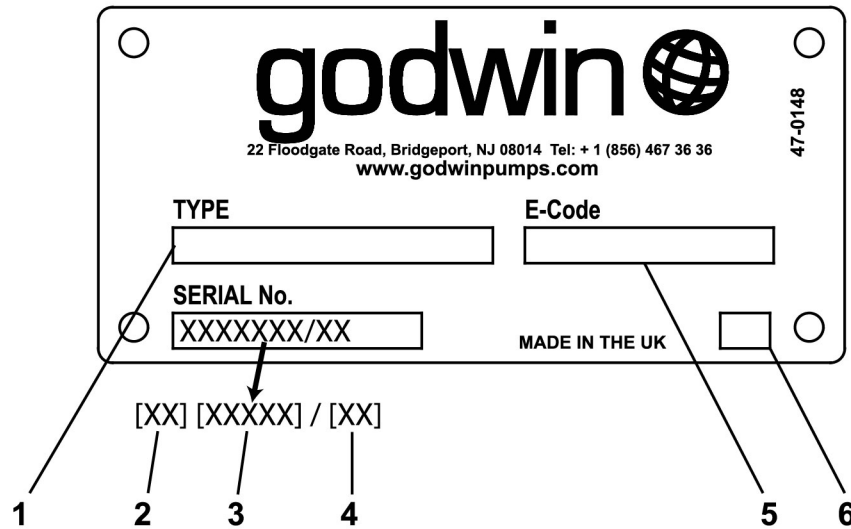 godwin
47-0148
22 Floodgate Road, Bridgeport, NJ 08014 Tel: + 1 (856) 467 36 36
www.godwinpumps.com
TYPE
E-Code
SERIAL No.
XXXXXXX/XX
MADE IN THE UK
[XX] [XXXXX] / [XX]
1 2 3 4 5 6